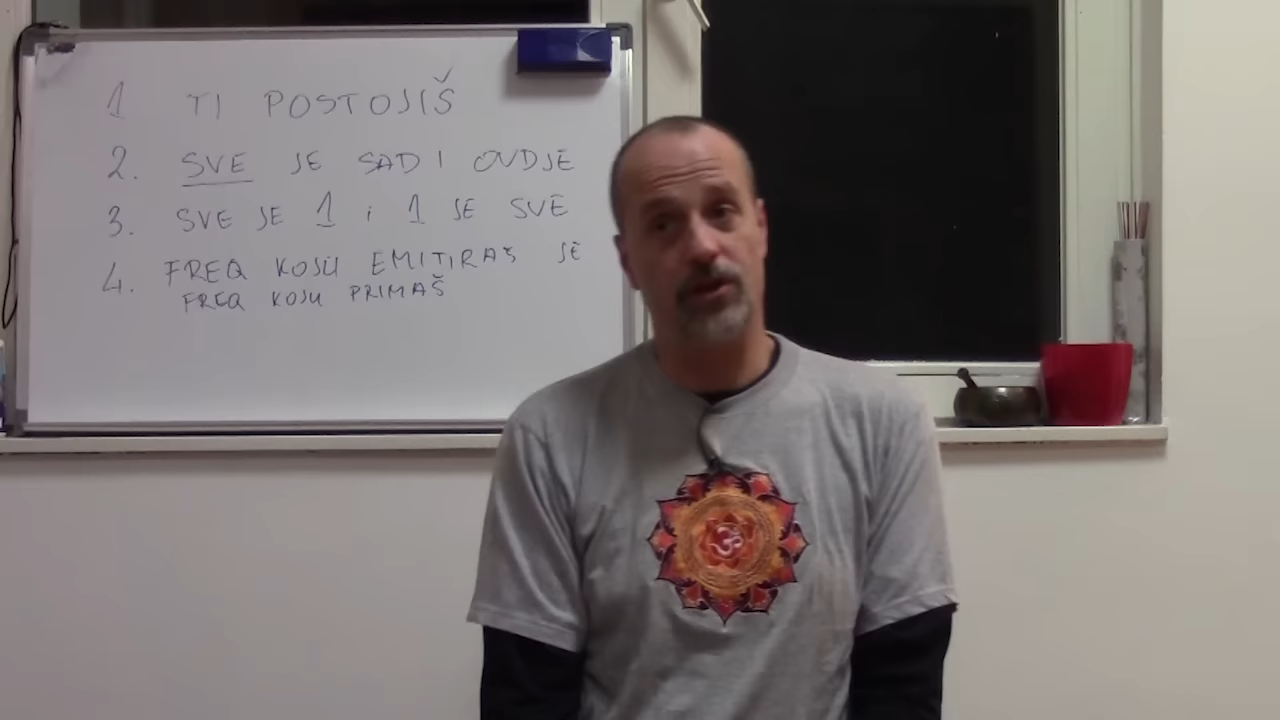 1 TI POSTOJIŠ
2. SVE JE SAD I OVDJE
3. SVE JE 1 i 1 JE SVE
4. FREQ KOJU EMITIRAŠ JE
FREQ KOJU PRIMAŠ
ॐ